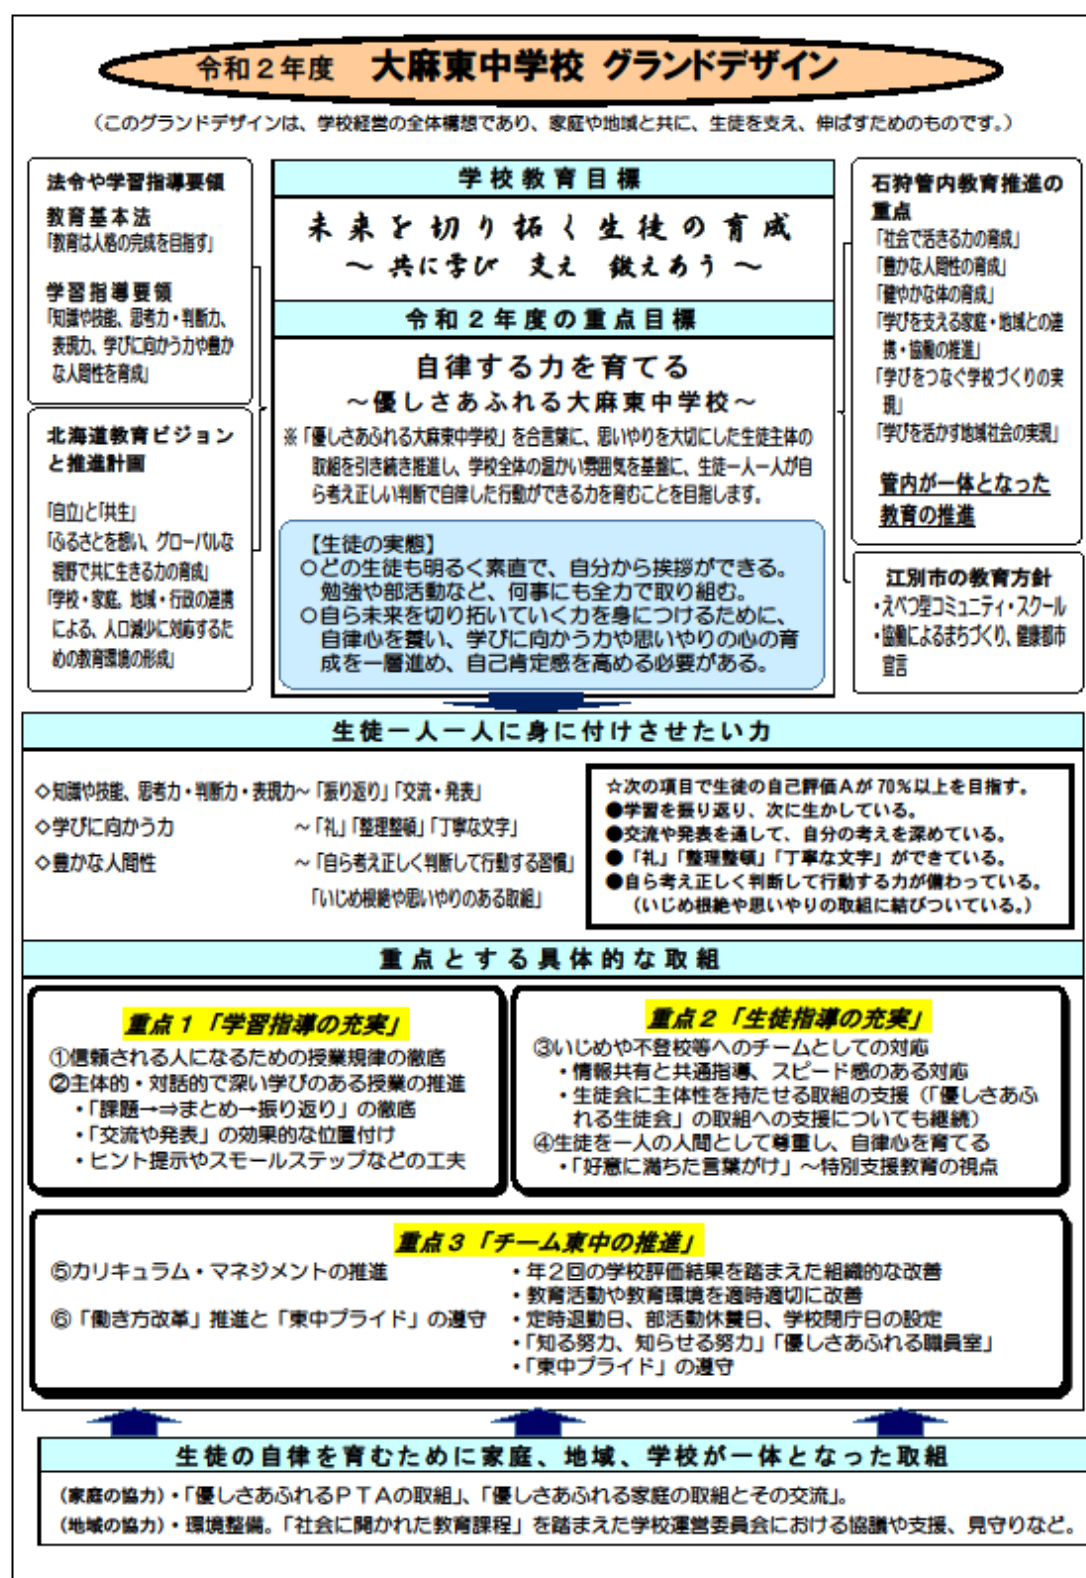 令和２年度 大麻東中学校 グランドデザイン
（このグランドデザインは、学校経営の全体構想であり、家庭や地域と共に、生徒を支え、伸ばすためのものです。）
法令や学習指導要領
教育基本法
「教育は人格の完成を目指す」
学習指導要領
「知識や技能、思考力・判断力、
表現力、学びに向かう力や豊か
な人間性を育成」
北海道教育ビジョン
と推進計画
「自立」と「共生」
「ふるさとを想い、グローバルな
視野で共に生きる力の育成」
「学校・家庭。地域・行政の連携
による、人口減少に対応するた
めの教育環境の形成」
学校教育目標
未来を切り拓く生徒の育成
～ 共に学び 支え 鍛えあう ～
令和２年度の重点目標
自律する力を育てる
～優しさあふれる大麻東中学校～
※「優しさあふれる大麻東中学校」を合言葉に、思いやりを大切にした生徒主体の
取組を引き続き推進し、学校全体の温かい雰囲気を基盤に、生徒一人一人が自
ら考え正しい判断で自律した行動ができる力を育むことを目指します。
【生徒の実態】
○どの生徒も明るく素直で、自分から挨拶ができる。
勉強や部活動など、何事にも全力で取り組む。
○自ら未来を切り拓いていく力を身につけるために、
自律心を養い、学びに向かう力や思いやりの心の育
成を一層進め、自己肯定感を高める必要がある。
石狩管内教育推進の
重点
「社会で活きる力の育成」
「豊かな人間性の育成」
「健やかな体の育成」
「学びを支える家庭・地域との連
携・協働の推進」
「学びをつなぐ学校づくりの実
現」
「学びを活かす地域社会の実現」
管内が一体となった
教育の推進
江別市の教育方針
・えべつ型コミュニティ・スクール
・協働によるまちづくり、健康都市
宣言
生徒一人一人に身に付けさせたい力
◇知識や技能、思考力・判断力・表現力～「振り返り」「交流・発表」
◇学びに向かう力 ～「礼」「整理整頓」「丁寧な文字」
◇豊かな人間性 ～「自ら考え正しく判断して行動する習慣」
「いじめ根絶や思いやりのある取組」
☆次の項目で生徒の自己評価Ａが70％以上を目指す。
●学習を振り返り、次に生かしている。
●交流や発表を通して、自分の考えを深めている。
●「礼」「整理整頓」「丁寧な文字」ができている。
●自ら考え正しく判断して行動する力が備わっている。
（いじめ根絶や思いやりの取組に結びついている。）
重点とする具体的な取組
重点１「学習指導の充実」
①信頼される人になるための授業規律の徹底
②主体的・対話的で深い学びのある授業の推進
・「課題→⇒まとめ→振り返り」の徹底
・「交流や発表」の効果的な位置付け
・ヒント提示やスモールステップなどの工夫
重点２「生徒指導の充実」
③いじめや不登校等へのチームとしての対応
・情報共有と共通指導、スピード感のある対応
・生徒会に主体性を持たせる取組の支援（「優しさあふ
れる生徒会」の取組への支援についても継続）
④生徒を一人の人間として尊重し、自律心を育てる
・「好意に満ちた言葉がけ」～特別支援教育の視点
重点３「チーム東中の推進」
⑤カリキュラム・マネジメントの推進 ・年２回の学校評価結果を踏まえた組織的な改善
・教育活動や教育環境を適時適切に改善
⑥「働き方改革」推進と「東中プライド」の遵守 ・定時退勤日、部活動休養日、学校閉庁日の設定
・「知る努力、知らせる努力」「優しさあふれる職員室」
・「東中プライド」の遵守
生徒の自律を育むために家庭、地域、学校が一体となった取組
（家庭の協力）・「優しさあふれるＰＴＡの取組」、「優しさあふれる家庭の取組とその交流」。
（地域の協力）・環境整備。「社会に開かれた教育課程」を踏まえた学校運営委員会における協議や支援、見守りなど。